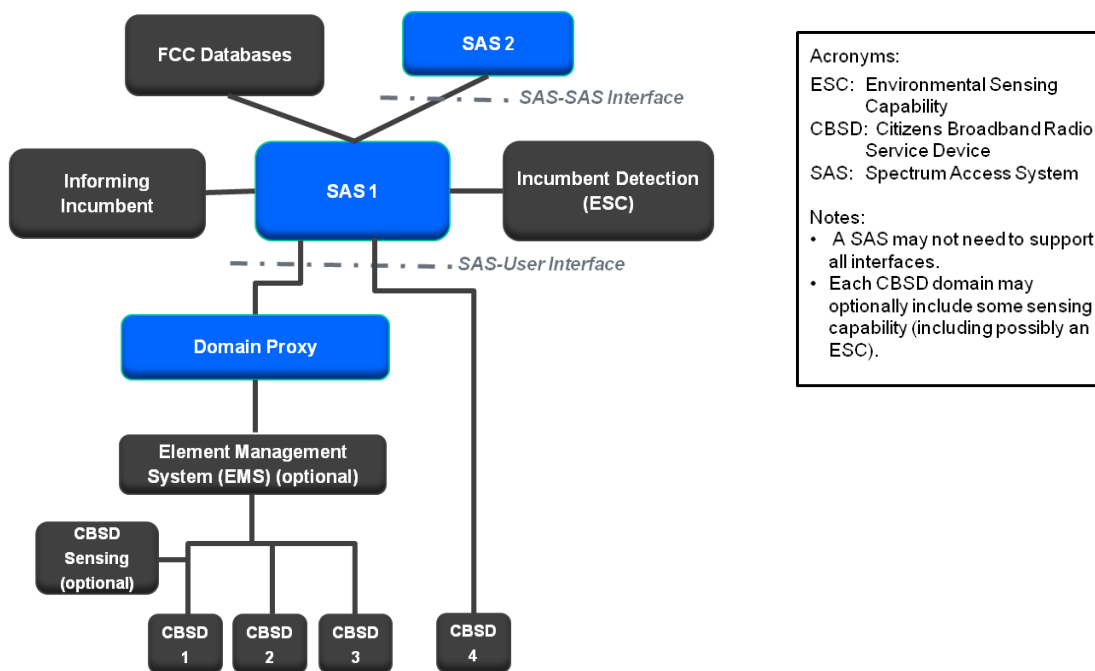 FCC Databases
SAS 2
SAS-SAS Interface
Informing
Incumbent
SAS 1
Incumbent Detection
(ESC)
SAS-User Interface
Domain Proxy
Element Management
System (EMS) (optional)
CBSD
Sensing
(optional)
CBSD
1
CBSD
2
CBSD
3
CBSD
4
Acronyms:
ESC: Environmental Sensing
Capability
CBSD: Citizens Broadband Radio
Service Device
SAS: Spectrum Access System
Notes:
• A SAS may not need to support
all interfaces.
• Each CBSD domain may
optionally include some sensing
capability (including possibly an
ESC).